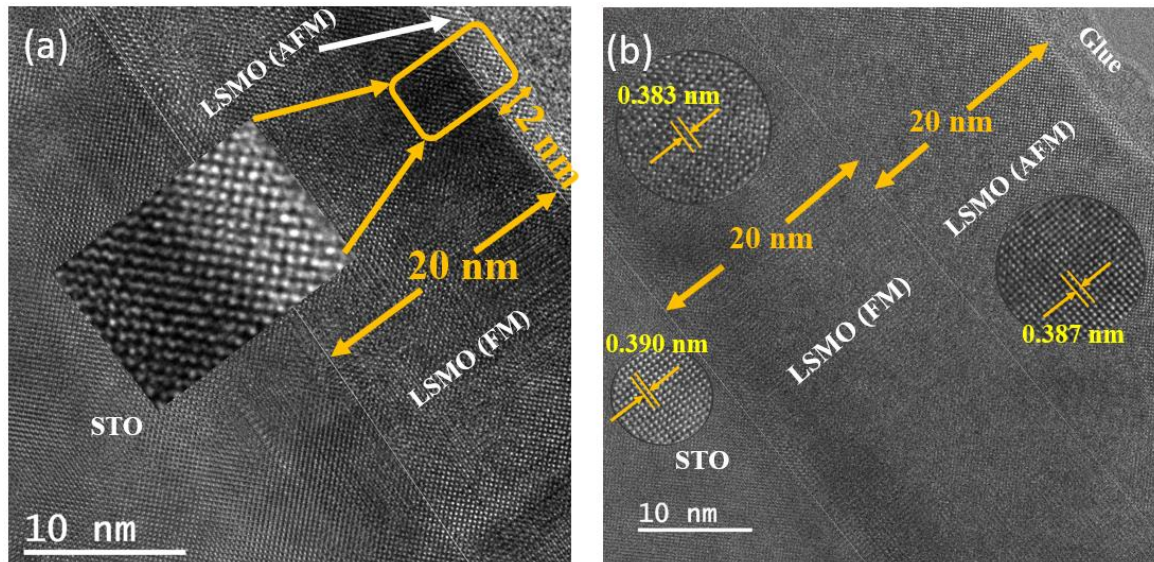 (a)
LSMO (AFM)
2 nm
20 nm
LSMO (FM)
STO
10 nm
(b)
Glue
0.383 nm
20 nm
LSMO (AFM)
20 nm
0.387 nm
LSMO (FM)
0.390 nm
STO
10 nm